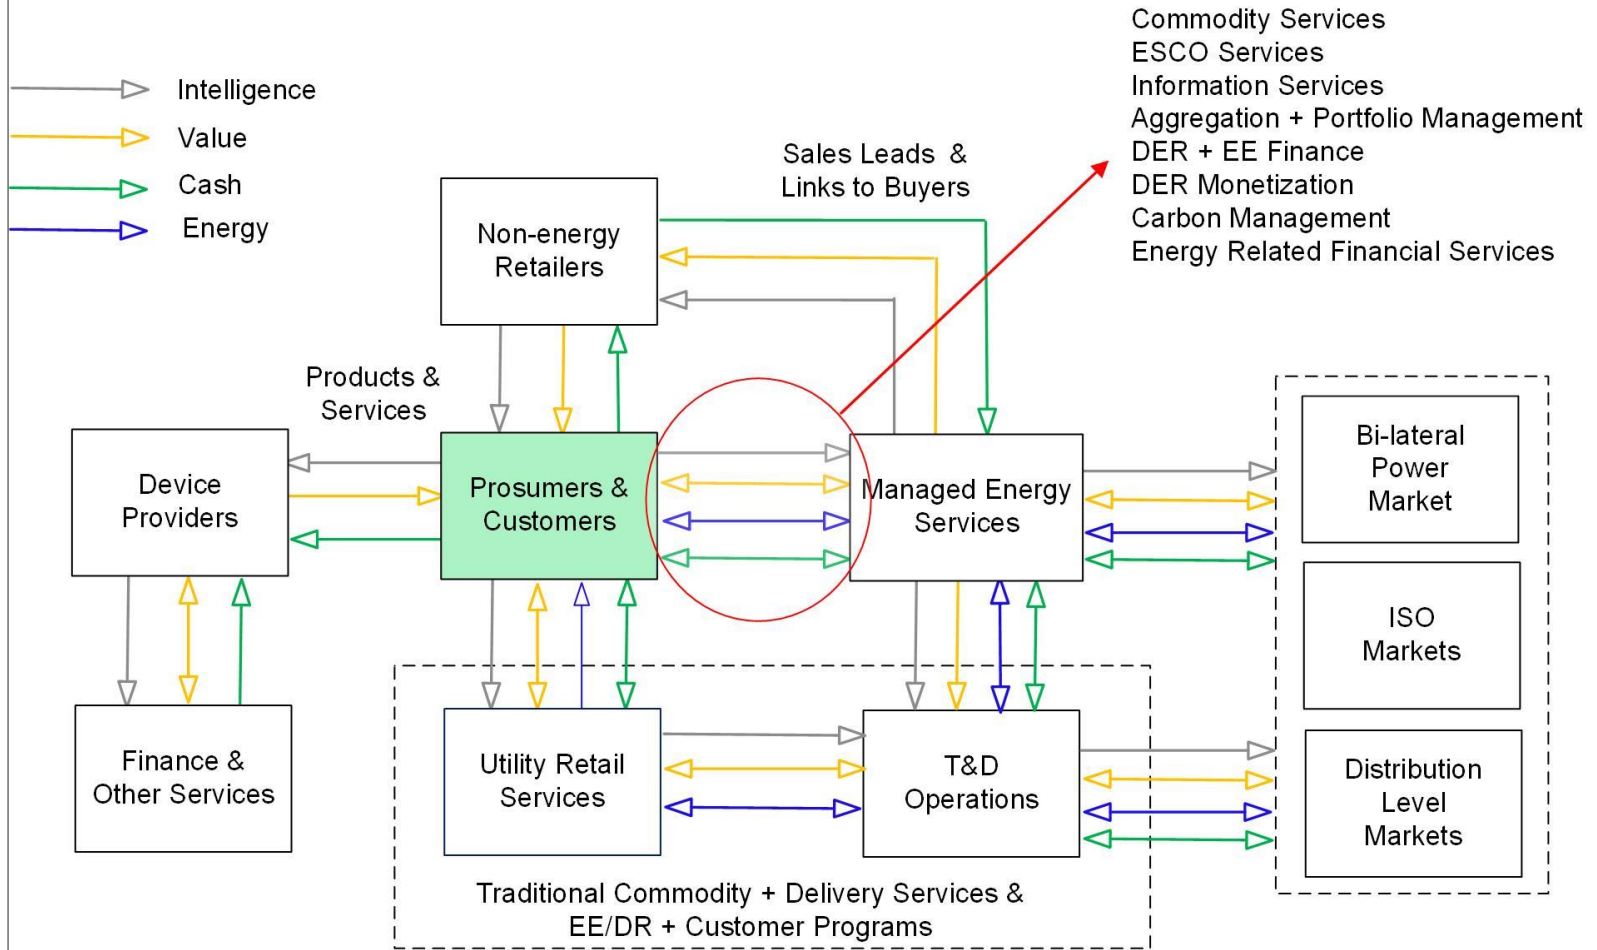 Commodity Services
ESCO Services
Information Services
Aggregation + Portfolio Management
DER + EE Finance
DER Monetization
Carbon Management
Energy Related Financial Services
Intelligence
Value
Cash
Energy
Sales Leads &
Links to Buyers
Non-energy
Retailers
Products &
Services
Device
Providers
Prosumers &
Customers
Managed Energy
Services
Bi-lateral
Power
Market
ISO
Markets
Distribution
Level
Markets
Finance &
Other Services
Utility Retail
Services
T&D
Operations
Traditional Commodity + Delivery Services &
EE/DR + Customer Programs